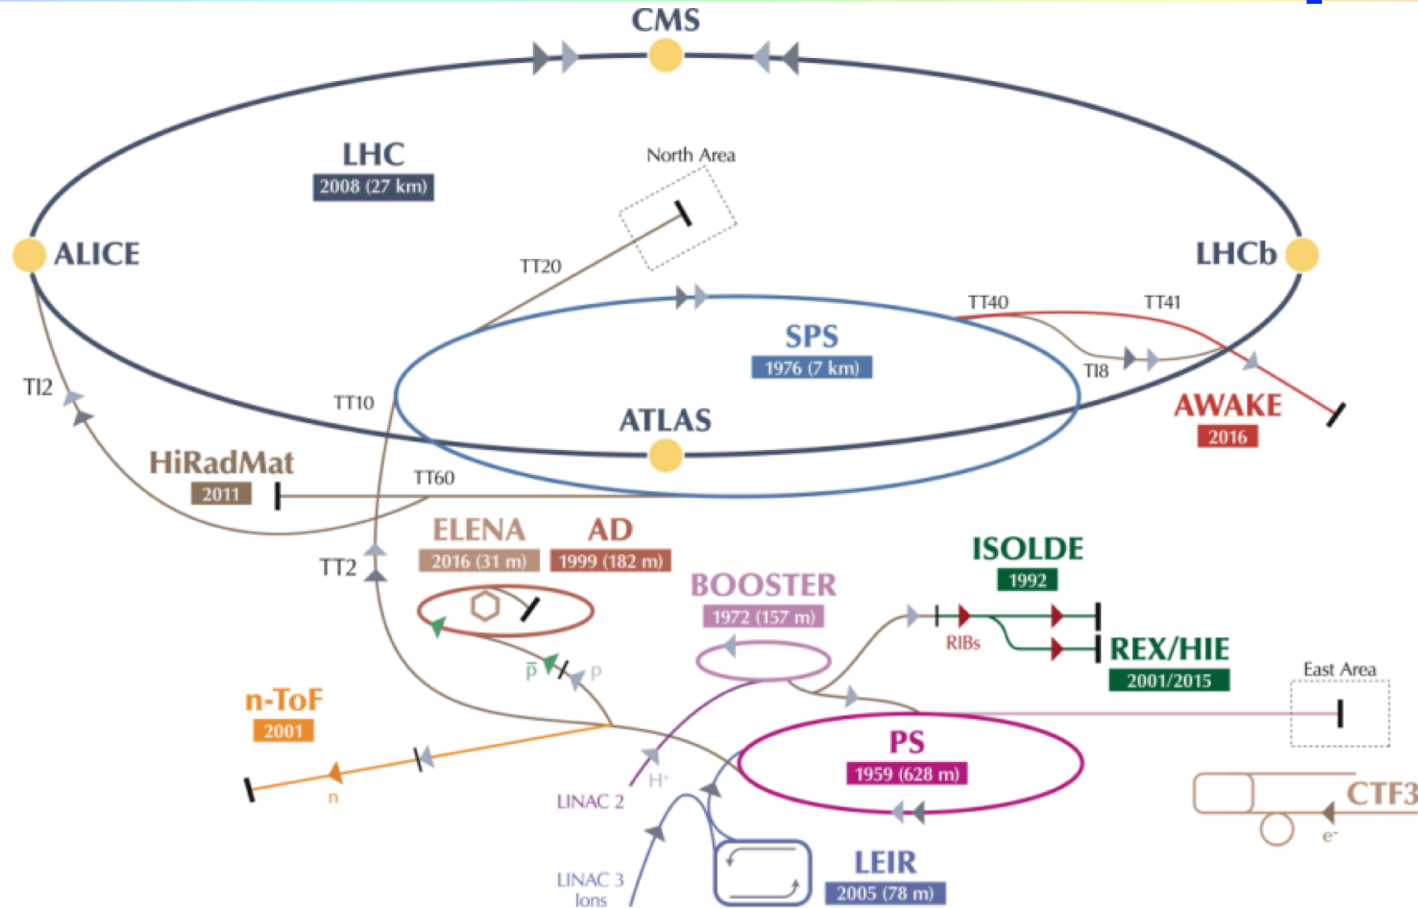 CMS
LHC
2008 (27 km)
North Area
ALICE
LHCb
TT20
TT40
TT41
SPS
1976 (7 km)
TI8
TI2
TT10
ATLAS
AWAKE
2016
HiRadMat
2011
TT60
ELENA
2016 (31 m)
AD
1999 (182 m)
TT2
ISOLDE
1992
BOOSTER
1972 (157 m)
RIBs
REX/HIE
2001/2015
p̅
p
East Area
n-ToF
2001
PS
1959 (628 m)
H⁺
n
LINAC 2
CTF3
e⁻
LEIR
2005 (78 m)
LINAC 3
Ions